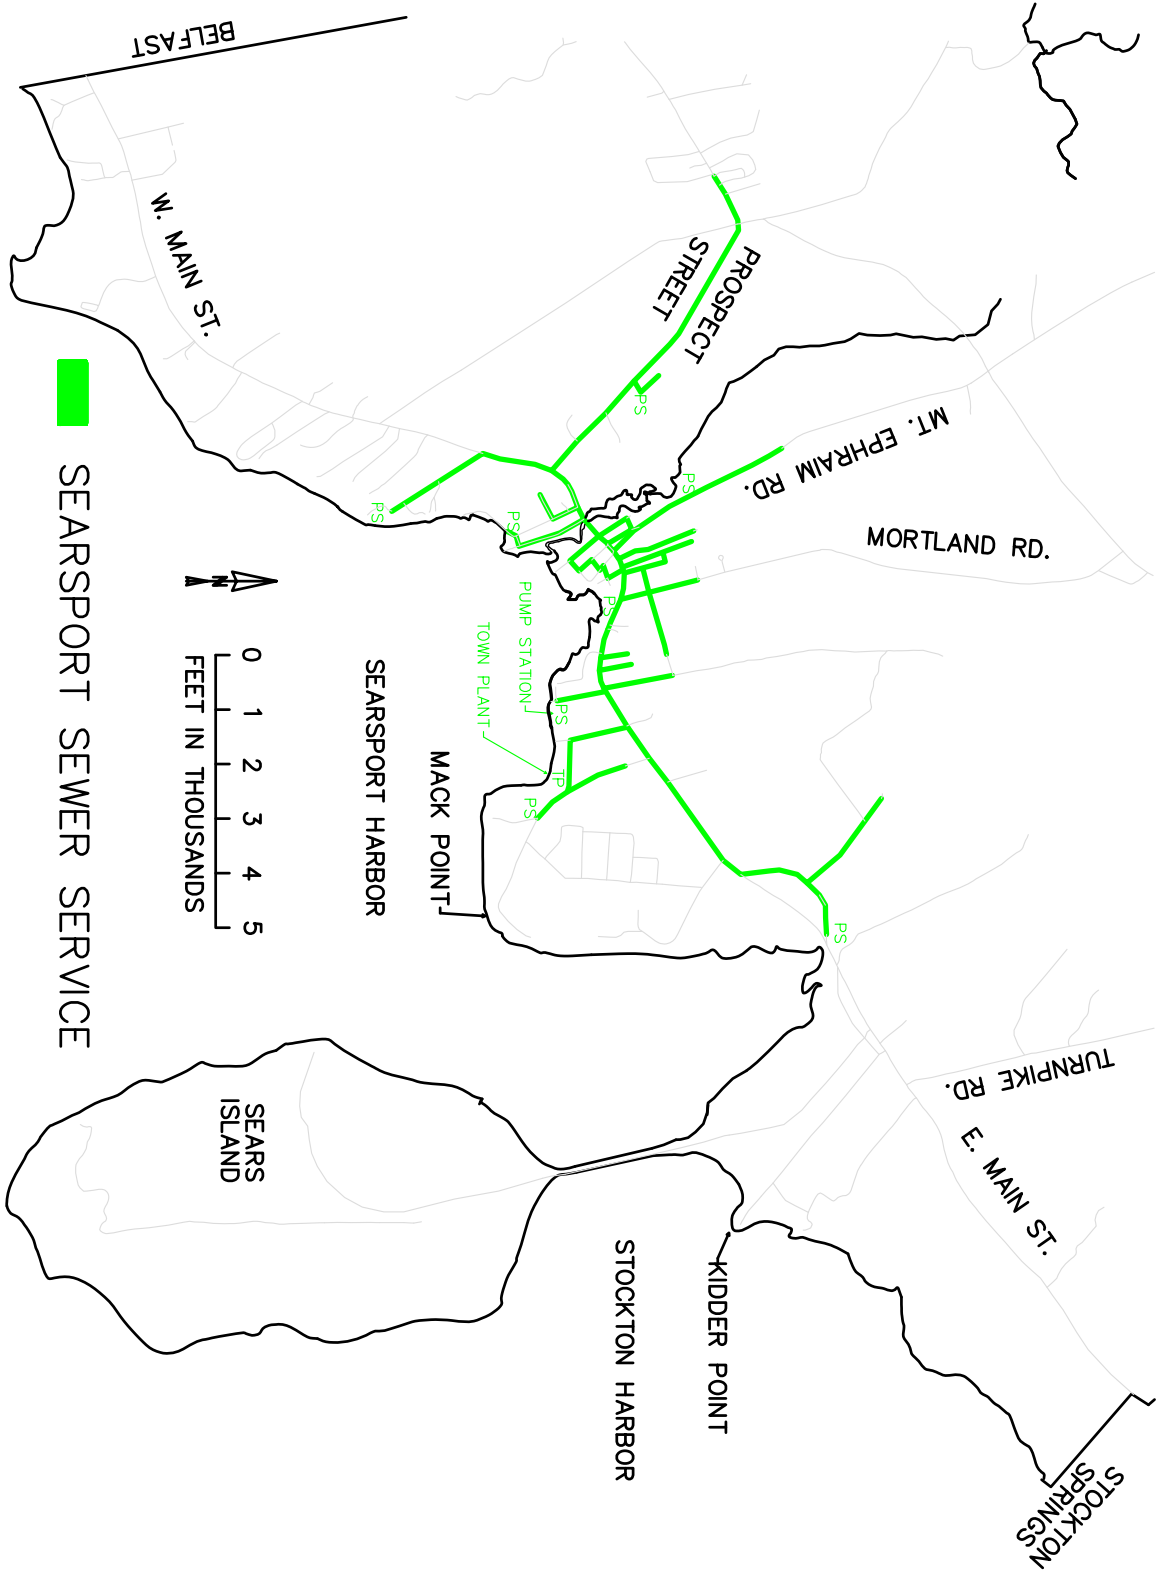 BELFAST
W. MAIN ST.
PROSPECT
STREET
MT. EPHRAIM RD.
MORTLAND RD.
TURNPIKE RD.
E. MAIN ST.
STOCKTON
SPRINGS
PS
PS
PS
PS
PS
PS
PS
PS
TP
PUMP STATION
TOWN PLANT
N
SEARSPORT HARBOR
MACK POINT
KIDDER POINT
STOCKTON HARBOR
SEARS
ISLAND
0 1 2 3 4 5
FEET IN THOUSANDS
SEARSPORT SEWER SERVICE